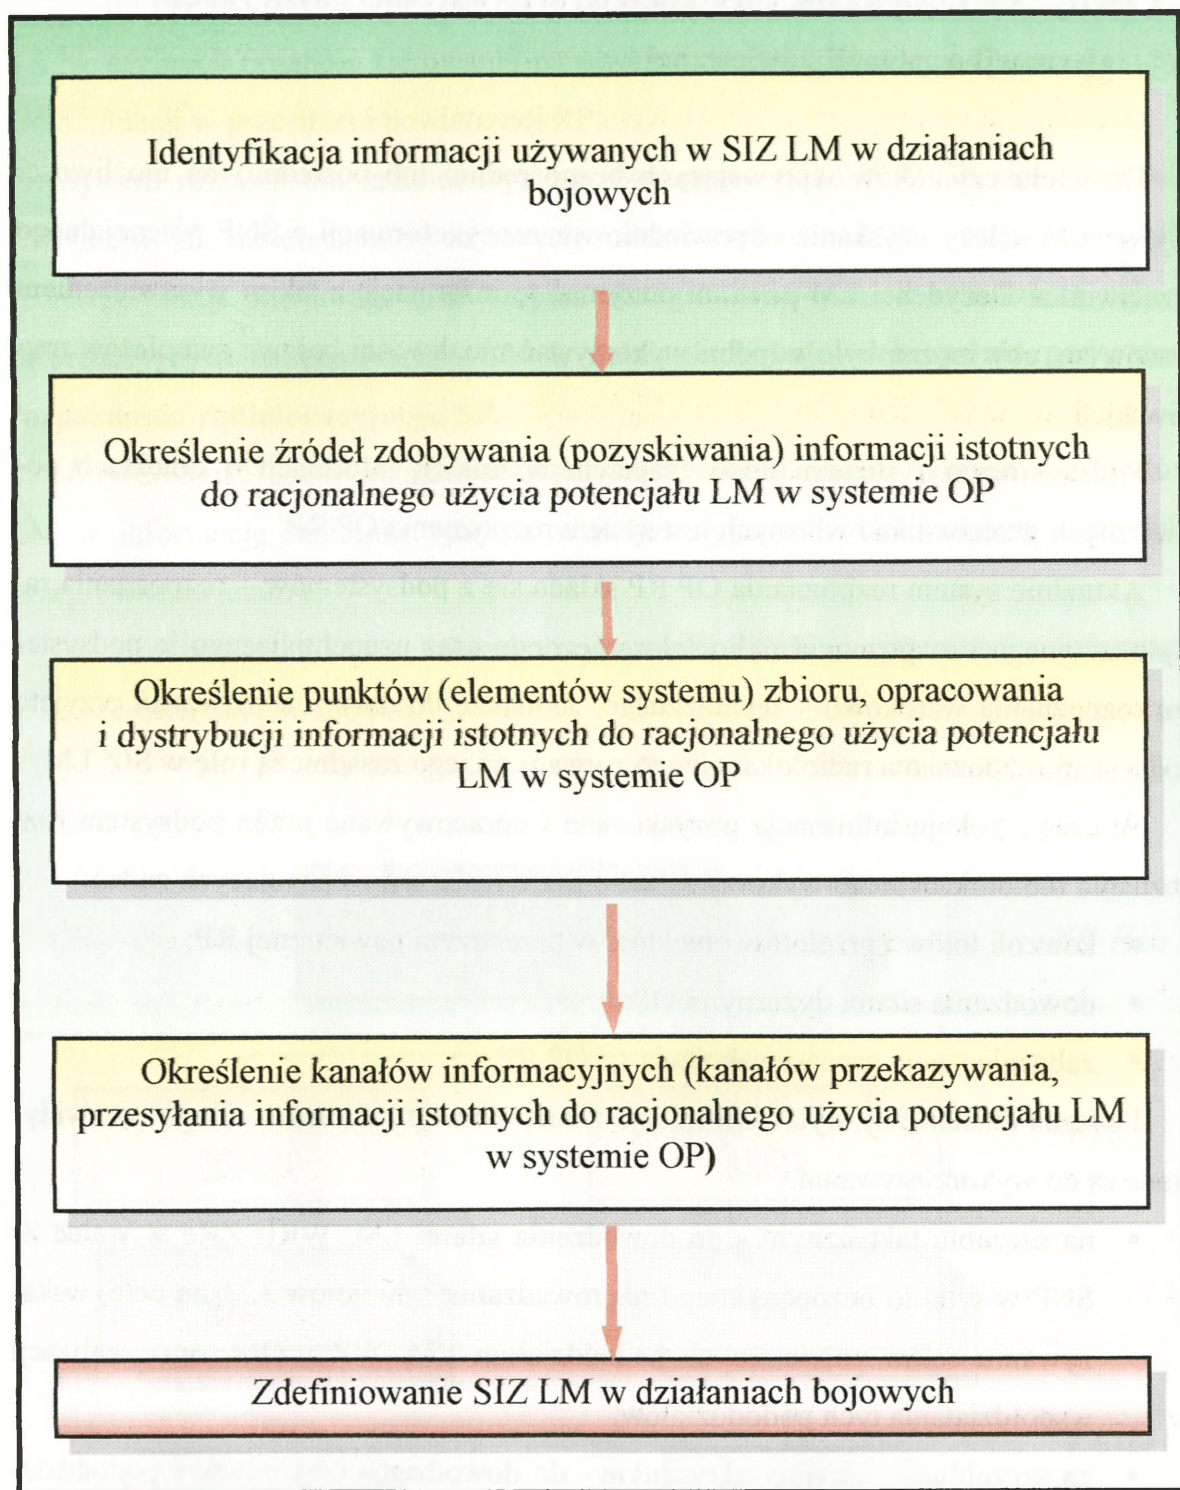 Identyfikacja informacji używanych w SIZ LM w działaniach
bojowych
Określenie źródeł zdobywania (pozyskiwania) informacji istotnych
do racjonalnego użycia potencjału LM w systemie OP
Określenie punktów (elementów systemu) zbioru, opracowania
i dystrybucji informacji istotnych do racjonalnego użycia potencjału
LM w systemie OP
Określenie kanałów informacyjnych (kanałów przekazywania,
przesyłania informacji istotnych do racjonalnego użycia potencjału LM
w systemie OP)
Zdefiniowanie SIZ LM w działaniach bojowych